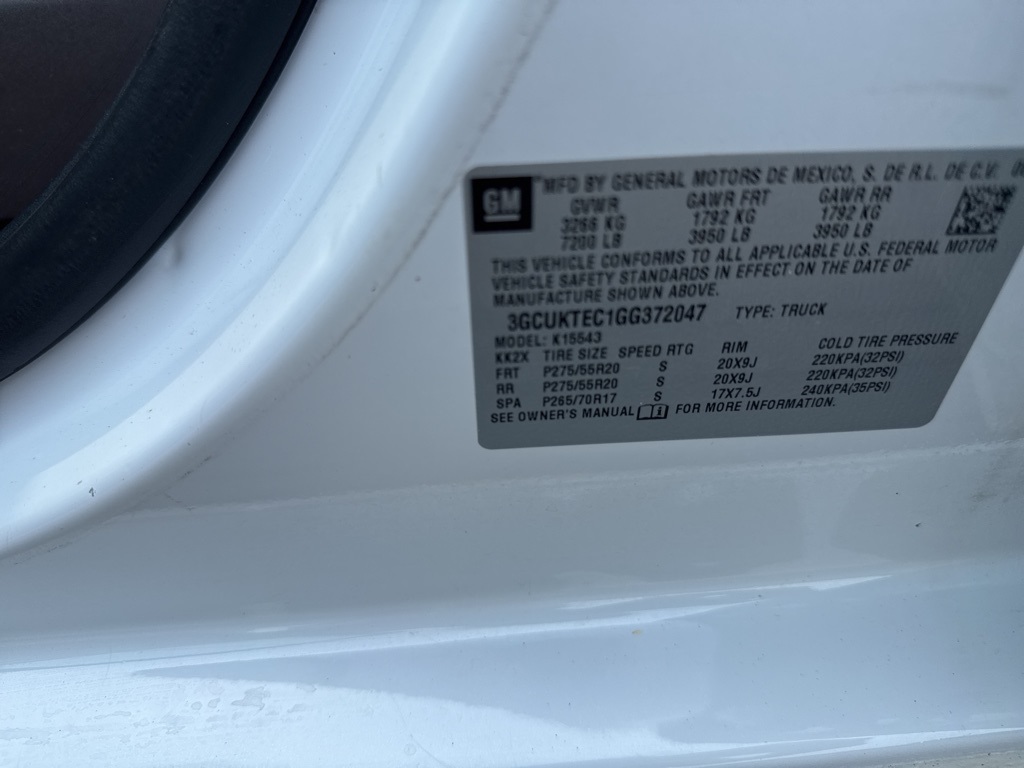 GM ™ MFD BY GENERAL MOTORS DE MEXICO, S. DE R.L. DE C.V.
GVWR GAWR FRT GAWR RR
3266 KG 1792 KG 1792 KG
7200 LB 3950 LB 3950 LB
THIS VEHICLE CONFORMS TO ALL APPLICABLE U.S. FEDERAL MOTOR
VEHICLE SAFETY STANDARDS IN EFFECT ON THE DATE OF
MANUFACTURE SHOWN ABOVE.
3GCUKTEC1GG372047 TYPE: TRUCK
MODEL: K15543
KK2X TIRE SIZE SPEED RTG RIM COLD TIRE PRESSURE
FRT P275/55R20 S 20X9J 220KPA(32PSI)
RR P275/55R20 S 20X9J 220KPA(32PSI)
SPA P265/70R17 S 17X7.5J 240KPA(35PSI)
SEE OWNER'S MANUAL FOR MORE INFORMATION.